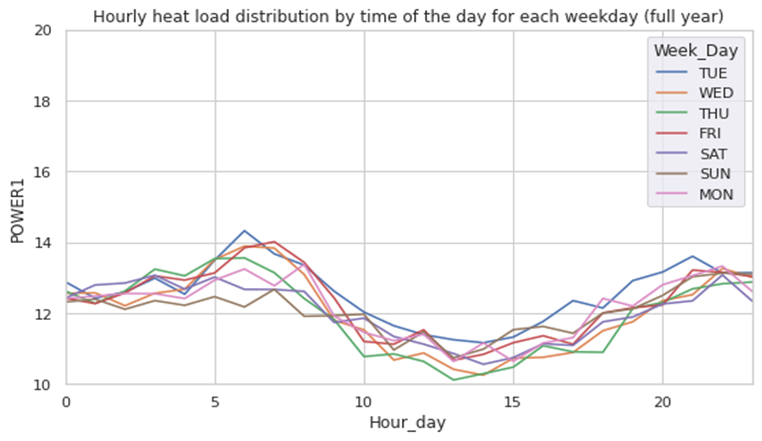 Hourly heat load distribution by time of the day for each weekday (full year)
20
18
16
14
12
10
POWER1
0
5
10
15
20
Hour_day
Week_Day
TUE
WED
THU
FRI
SAT
SUN
MON